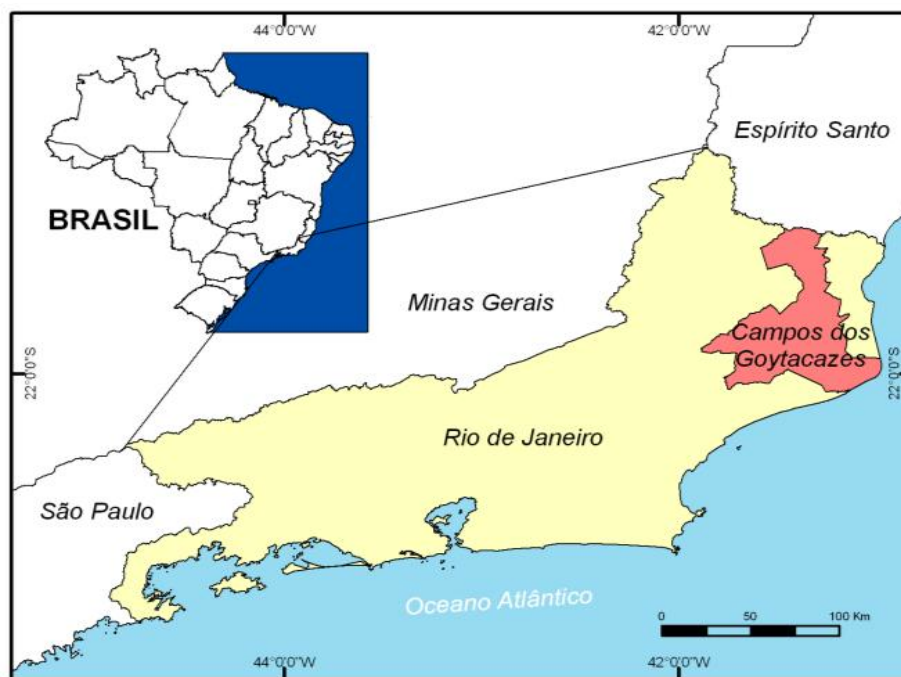 44°0'0"W
42°0'0"W
Espírito Santo
BRASIL
Minas Gerais
Campos dos
Goytacazes
22°0'0"S
22°0'0"S
Rio de Janeiro
São Paulo
Oceano Atlântico
0 50 100 Km
44°0'0"W
42°0'0"W